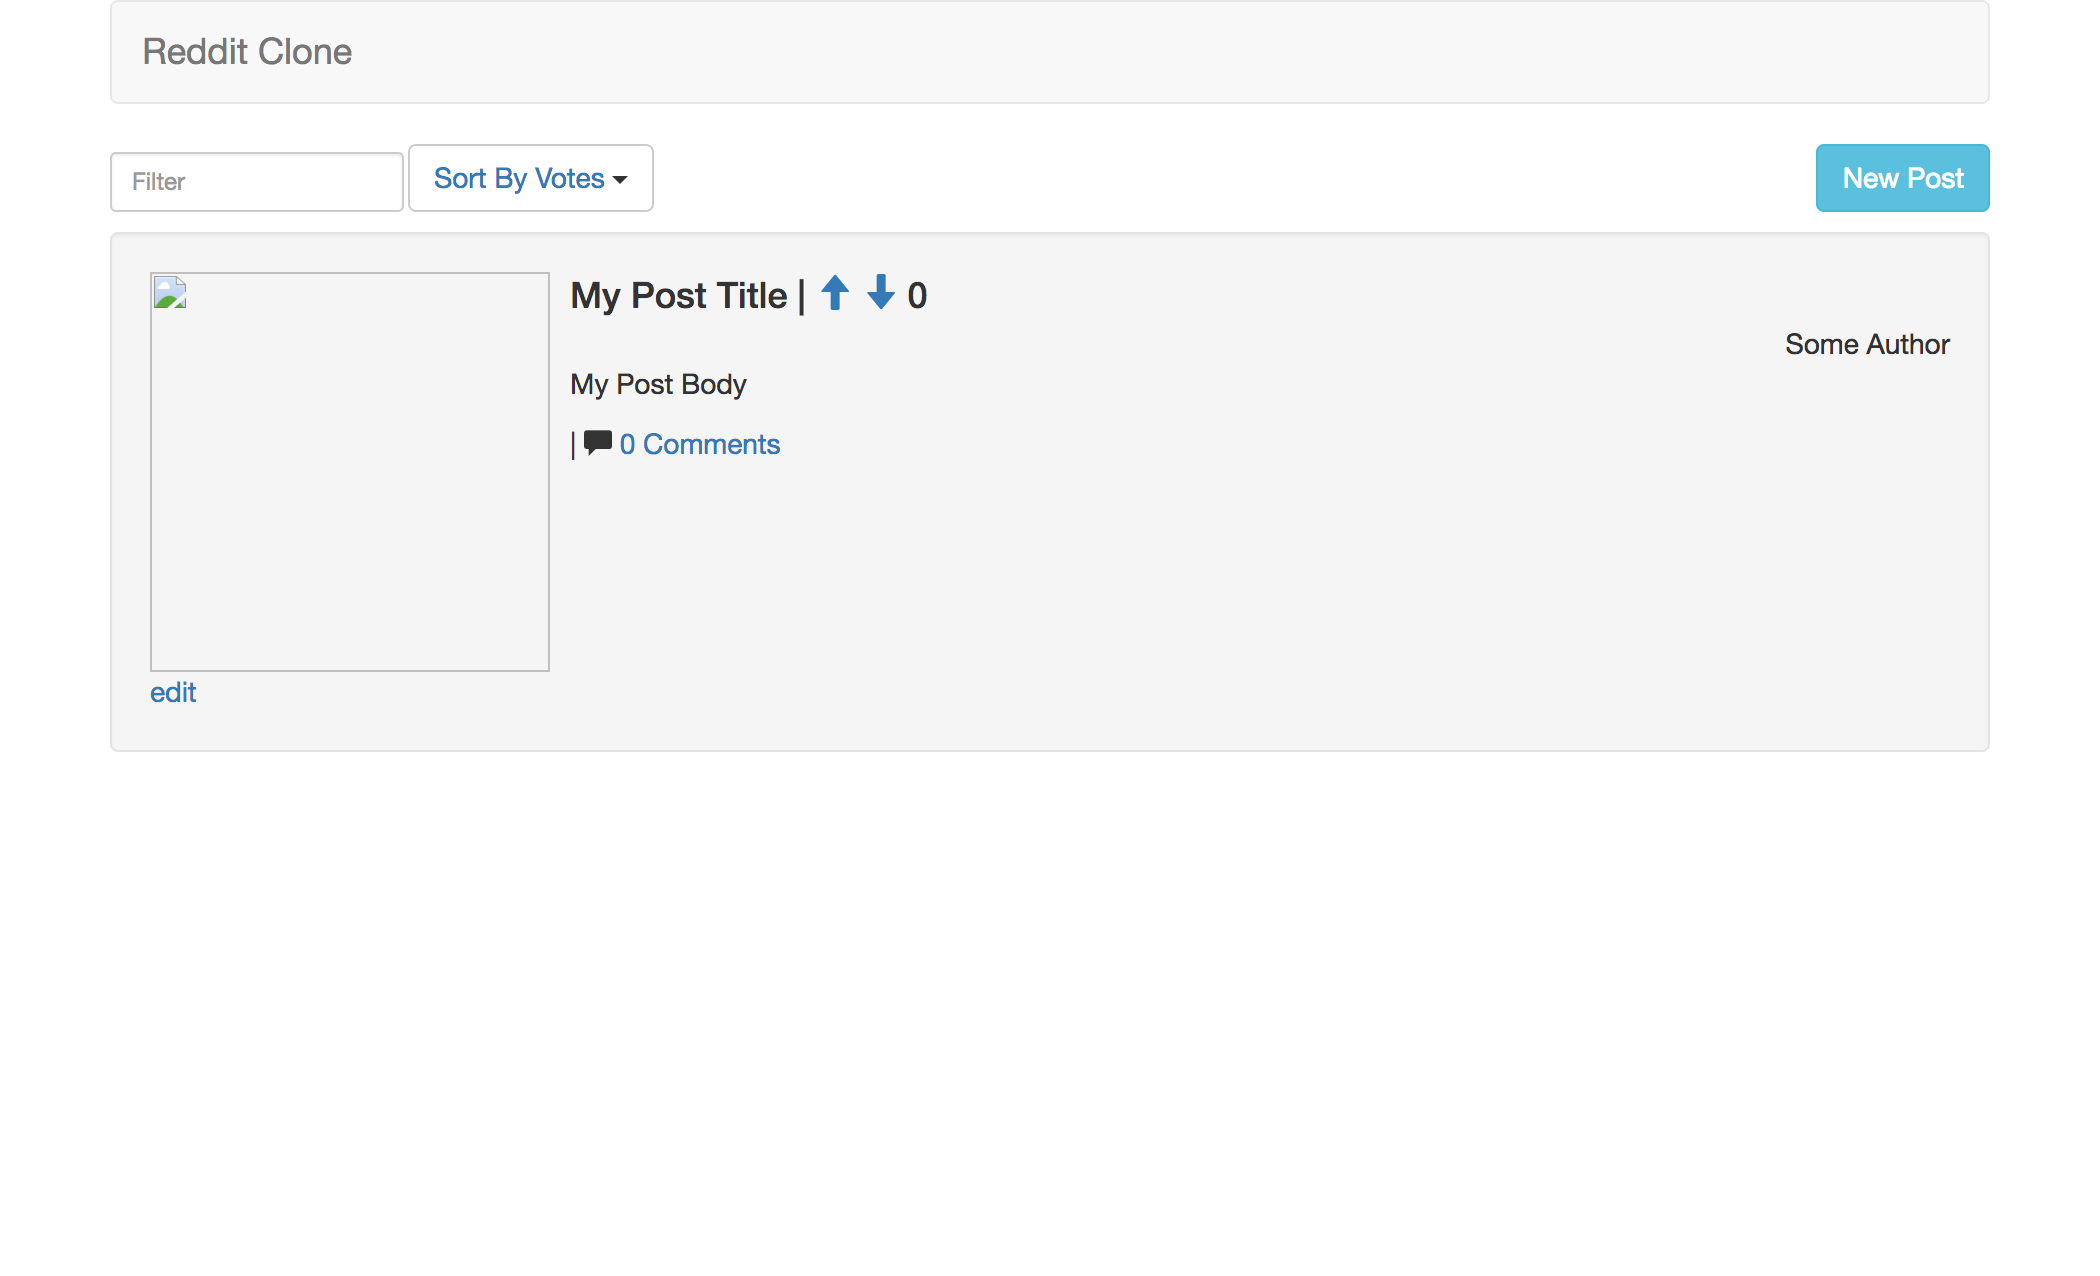 Reddit Clone
Filter
Sort By Votes
New Post
My Post Title | 0
Some Author
My Post Body
| 0 Comments
edit